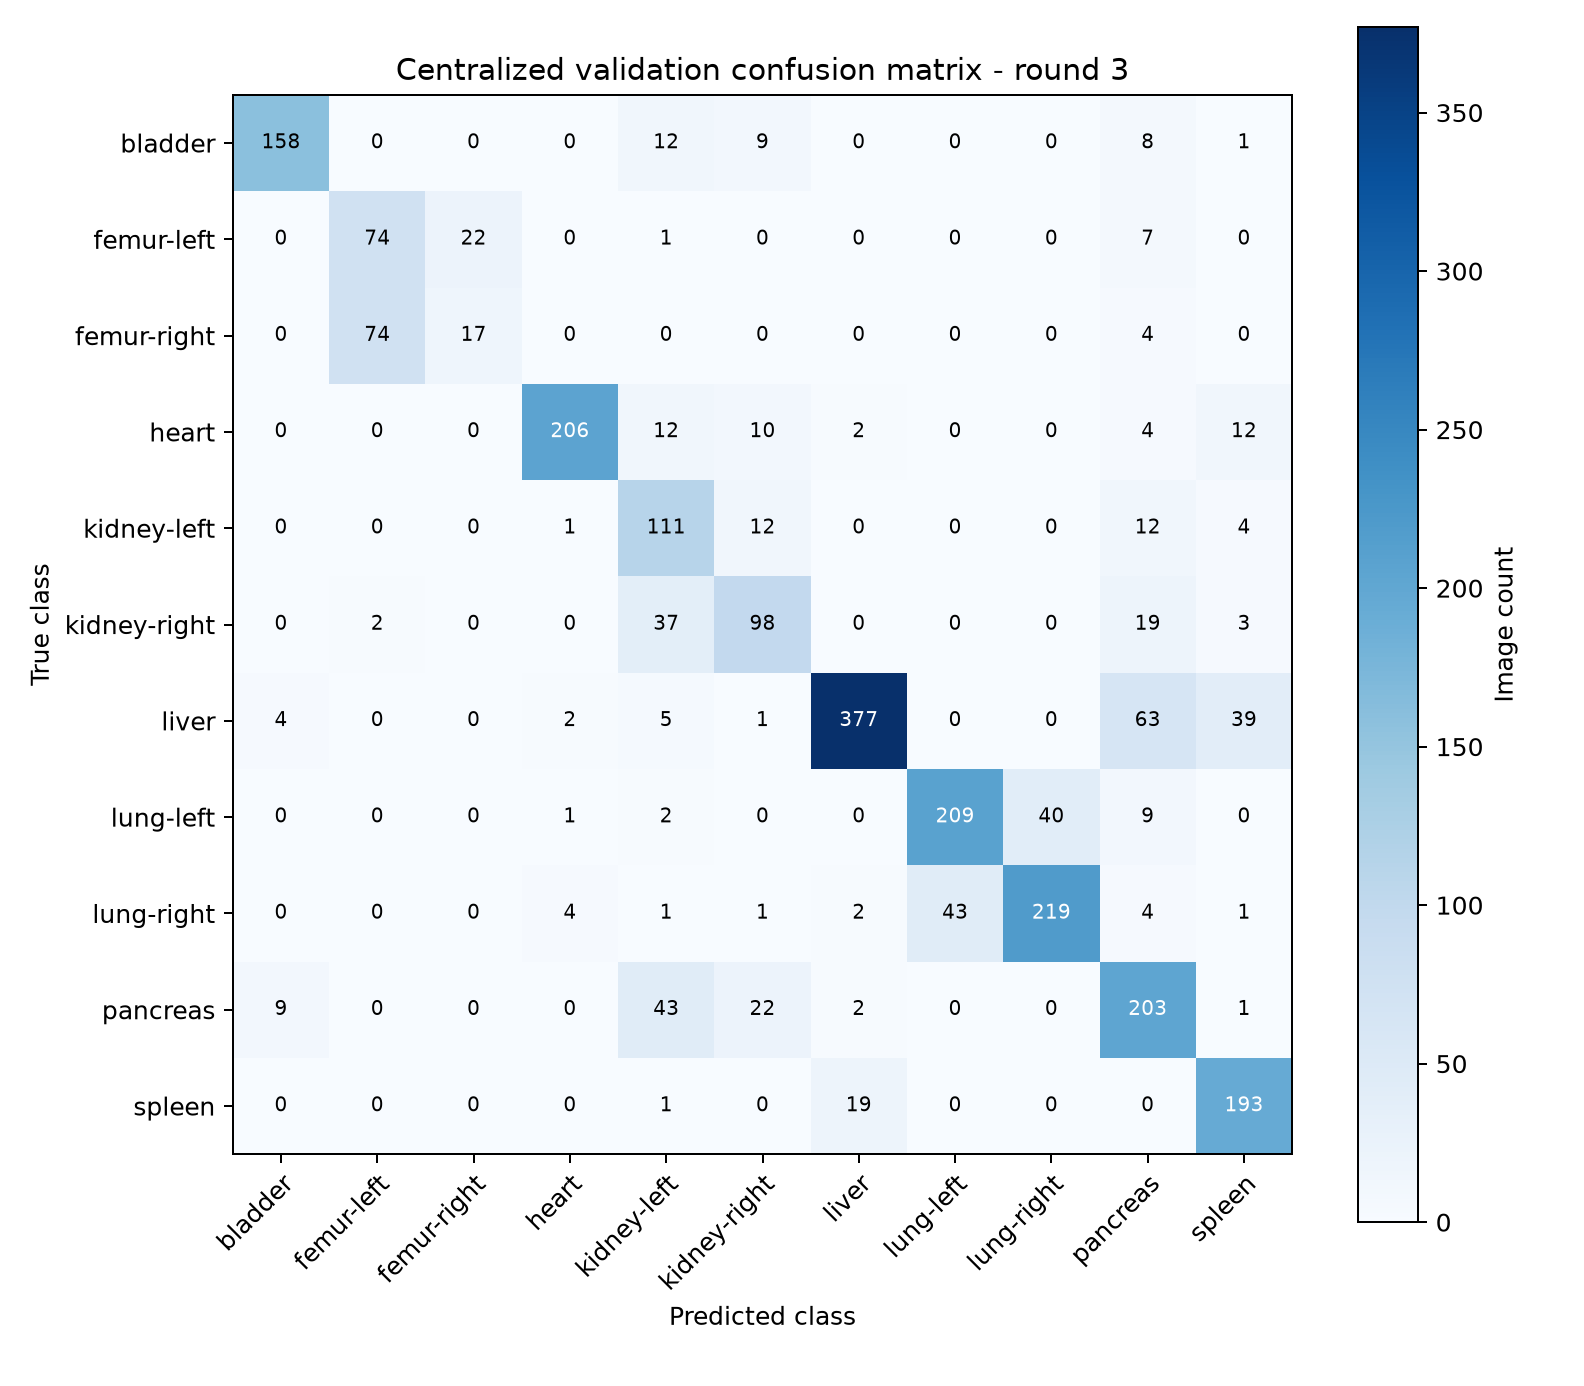 Centralized validation confusion matrix - round 3
bladder 158 0 0 0 12 9 0 0 0 8 1
femur-left 0 74 22 0 1 0 0 0 0 7 0
femur-right 0 74 17 0 0 0 0 0 0 4 0
heart 0 0 0 206 12 10 2 0 0 4 12
kidney-left 0 0 0 1 111 12 0 0 0 12 4
kidney-right 0 2 0 0 37 98 0 0 0 19 3
liver 4 0 0 2 5 1 377 0 0 63 39
lung-left 0 0 0 1 2 0 0 209 40 9 0
lung-right 0 0 0 4 1 1 2 43 219 4 1
pancreas 9 0 0 0 43 22 2 0 0 203 1
spleen 0 0 0 0 1 0 19 0 0 0 193
bladder femur-left femur-right heart kidney-left kidney-right liver lung-left lung-right pancreas spleen
Predicted class
True class
350
300
250
200
150
100
50
0
Image count